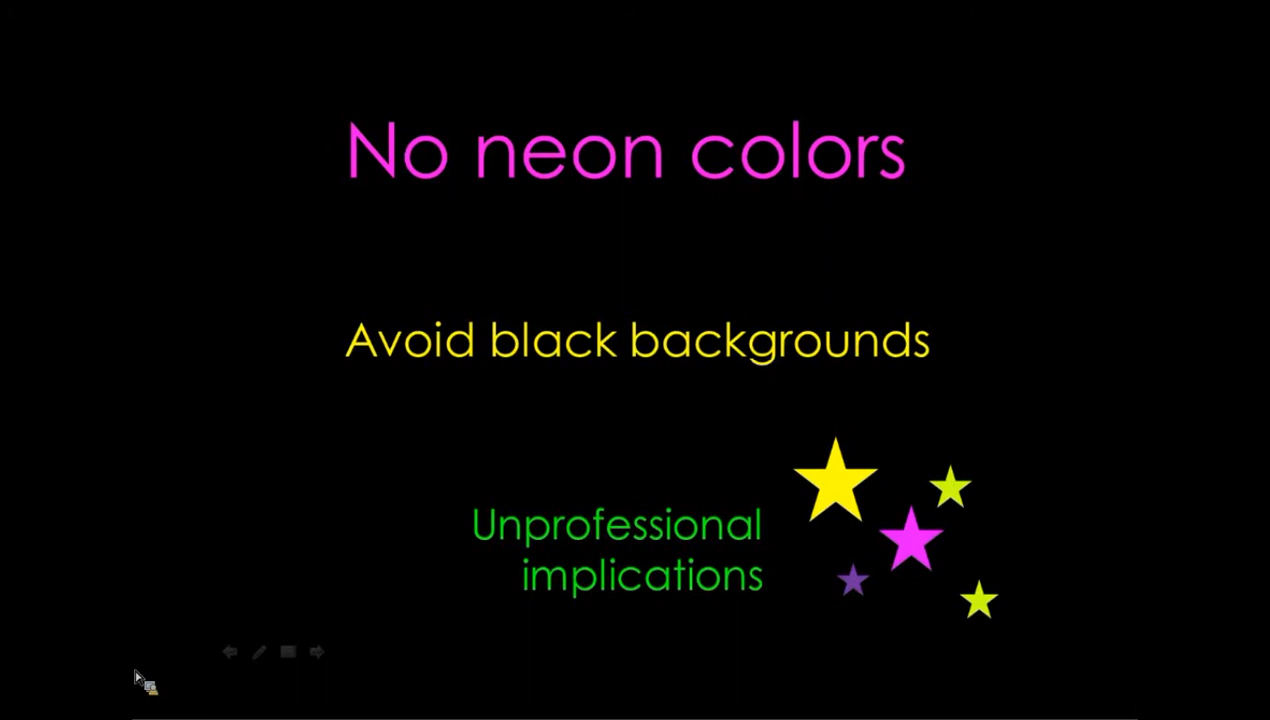 No neon colors
Avoid black backgrounds
Unprofessional
implications